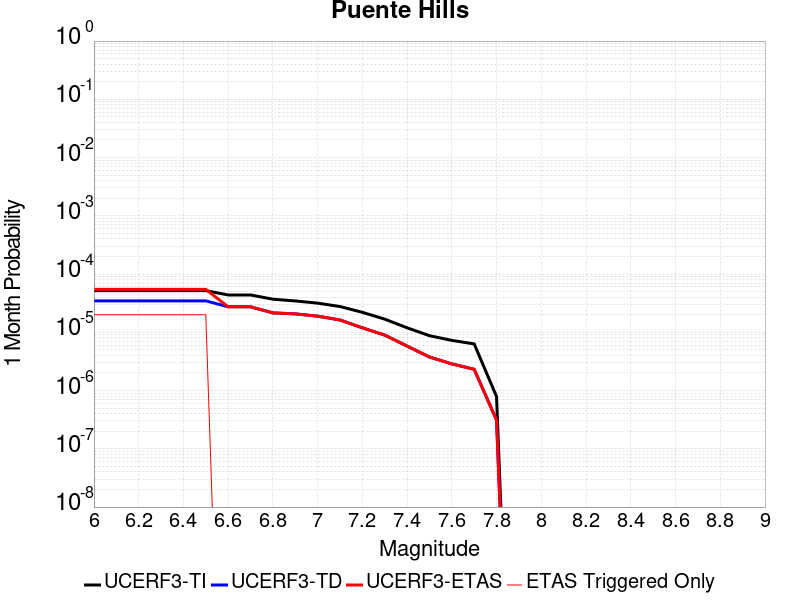 Puente Hills
10^0
10^-1
10^-2
10^-3
10^-4
10^-5
10^-6
10^-7
10^-8
1 Month Probability
6 6.2 6.4 6.6 6.8 7 7.2 7.4 7.6 7.8 8 8.2 8.4 8.6 8.8 9
Magnitude
UCERF3-TI UCERF3-TD UCERF3-ETAS ETAS Triggered Only